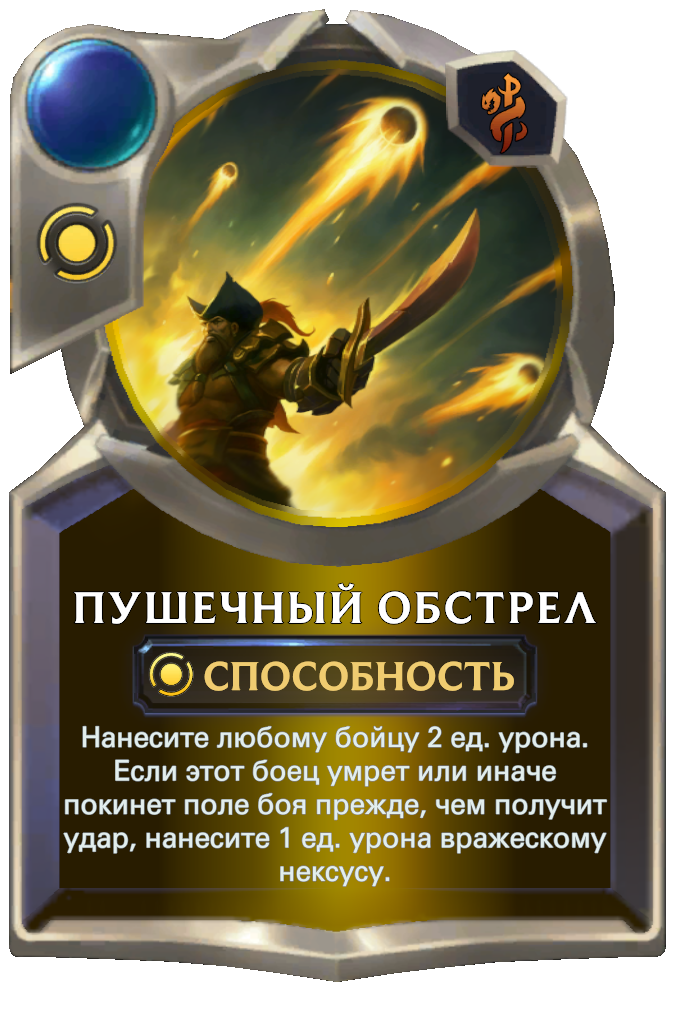 ПУШЕЧНЫЙ ОБСТРЕЛ
СПОСОБНОСТЬ
Нанесите любому бойцу 2 ед. урона.
Если этот боец умрет или иначе
покинет поле боя прежде, чем получит
удар, нанесите 1 ед. урона вражескому
нексусу.